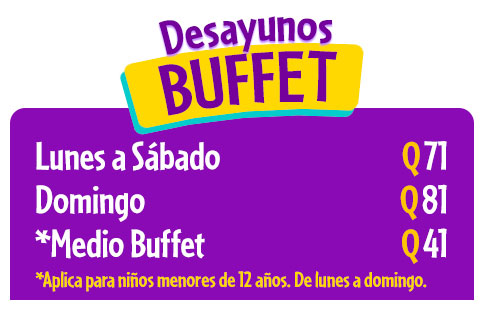 Desayunos
BUFFET
Lunes a Sábado Q71
Domingo Q81
*Medio Buffet Q41
*Aplica para niños menores de 12 años. De lunes a domingo.